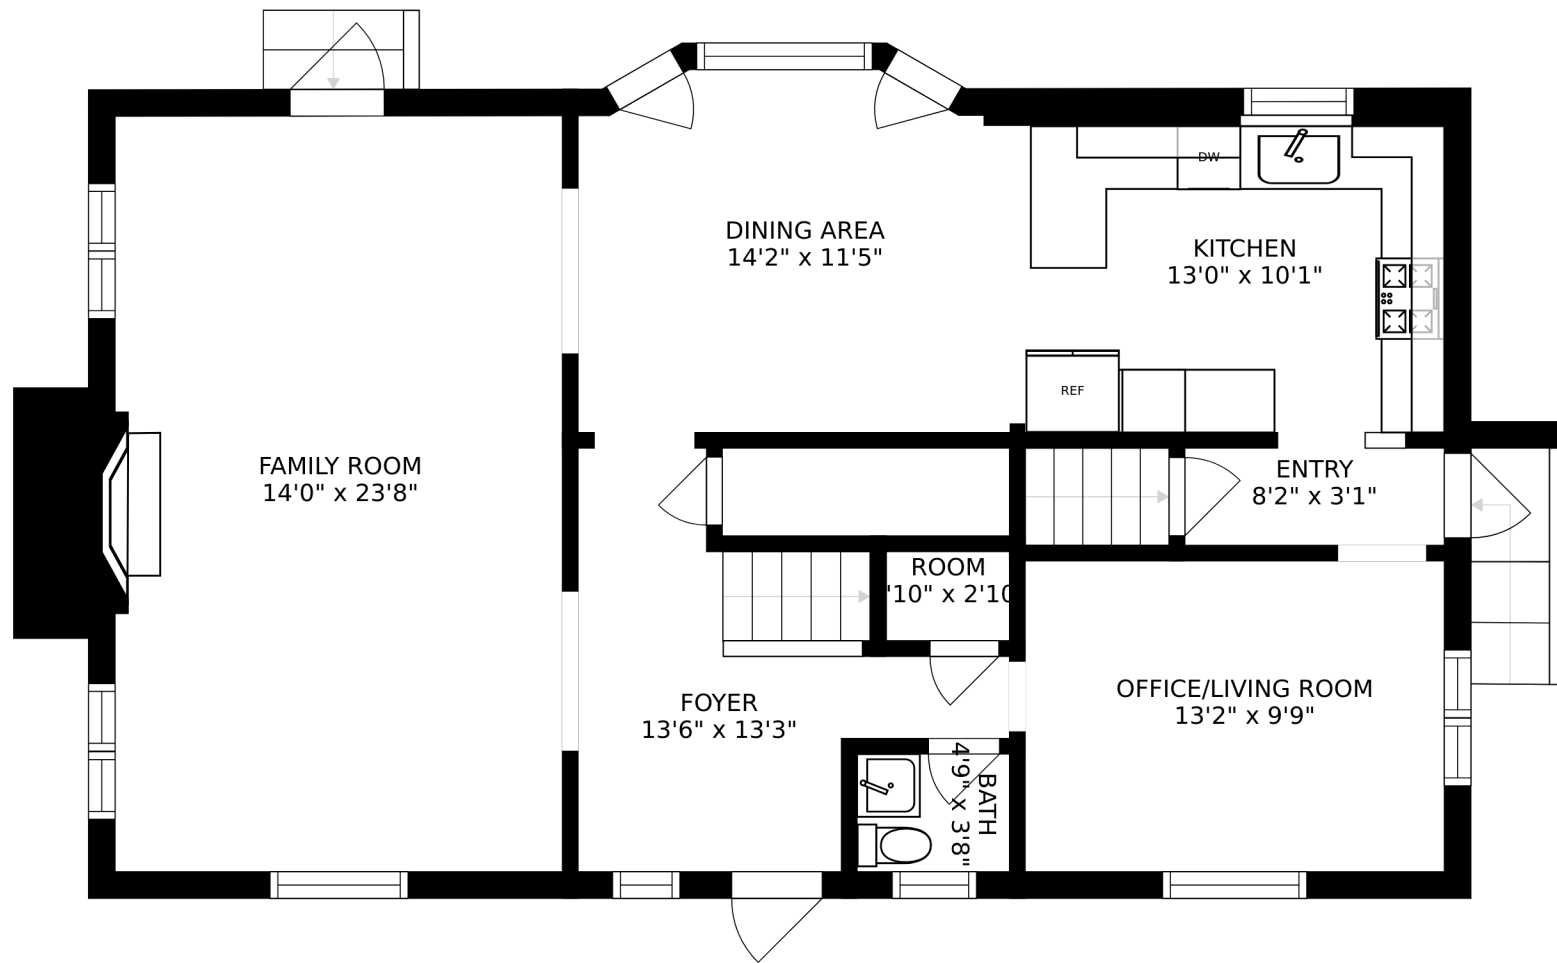 DW
DINING AREA
14'2" x 11'5"
KITCHEN
13'0" x 10'1"
REF
FAMILY ROOM
14'0" x 23'8"
ENTRY
8'2" x 3'1"
ROOM
'10" x 2'10
OFFICE/LIVING ROOM
13'2" x 9'9"
FOYER
13'6" x 13'3"
BATH
4'9" x 3'8"